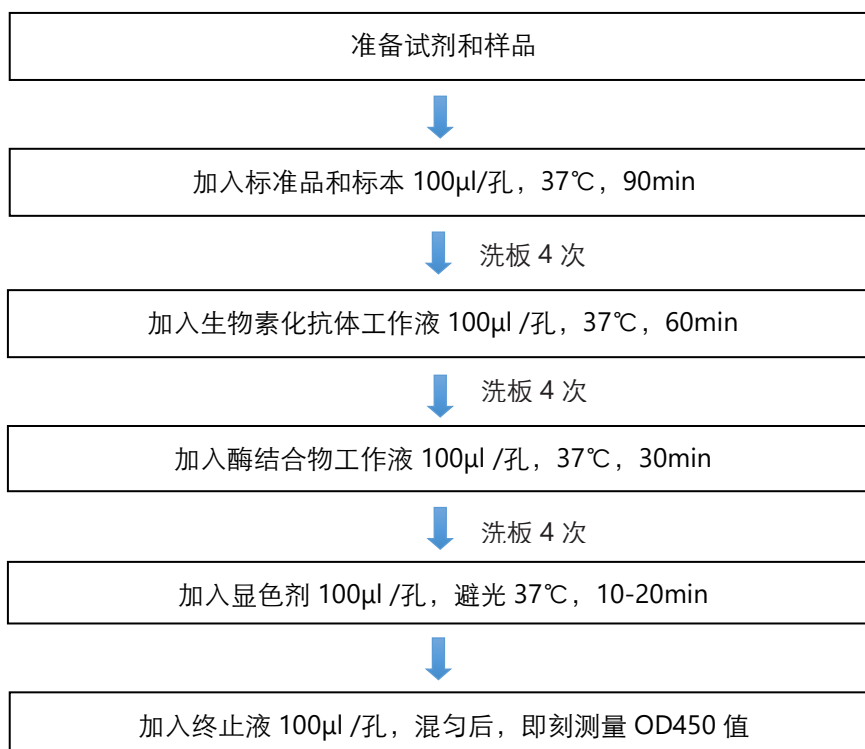 准备试剂和样品
加入标准品和标本 100μl/孔，37℃，90min
洗板 4 次
加入生物素化抗体工作液 100μl /孔，37℃，60min
洗板 4 次
加入酶结合物工作液 100μl /孔，37℃，30min
洗板 4 次
加入显色剂 100μl /孔，避光 37℃，10-20min
加入终止液 100μl /孔，混匀后，即刻测量 OD450 值